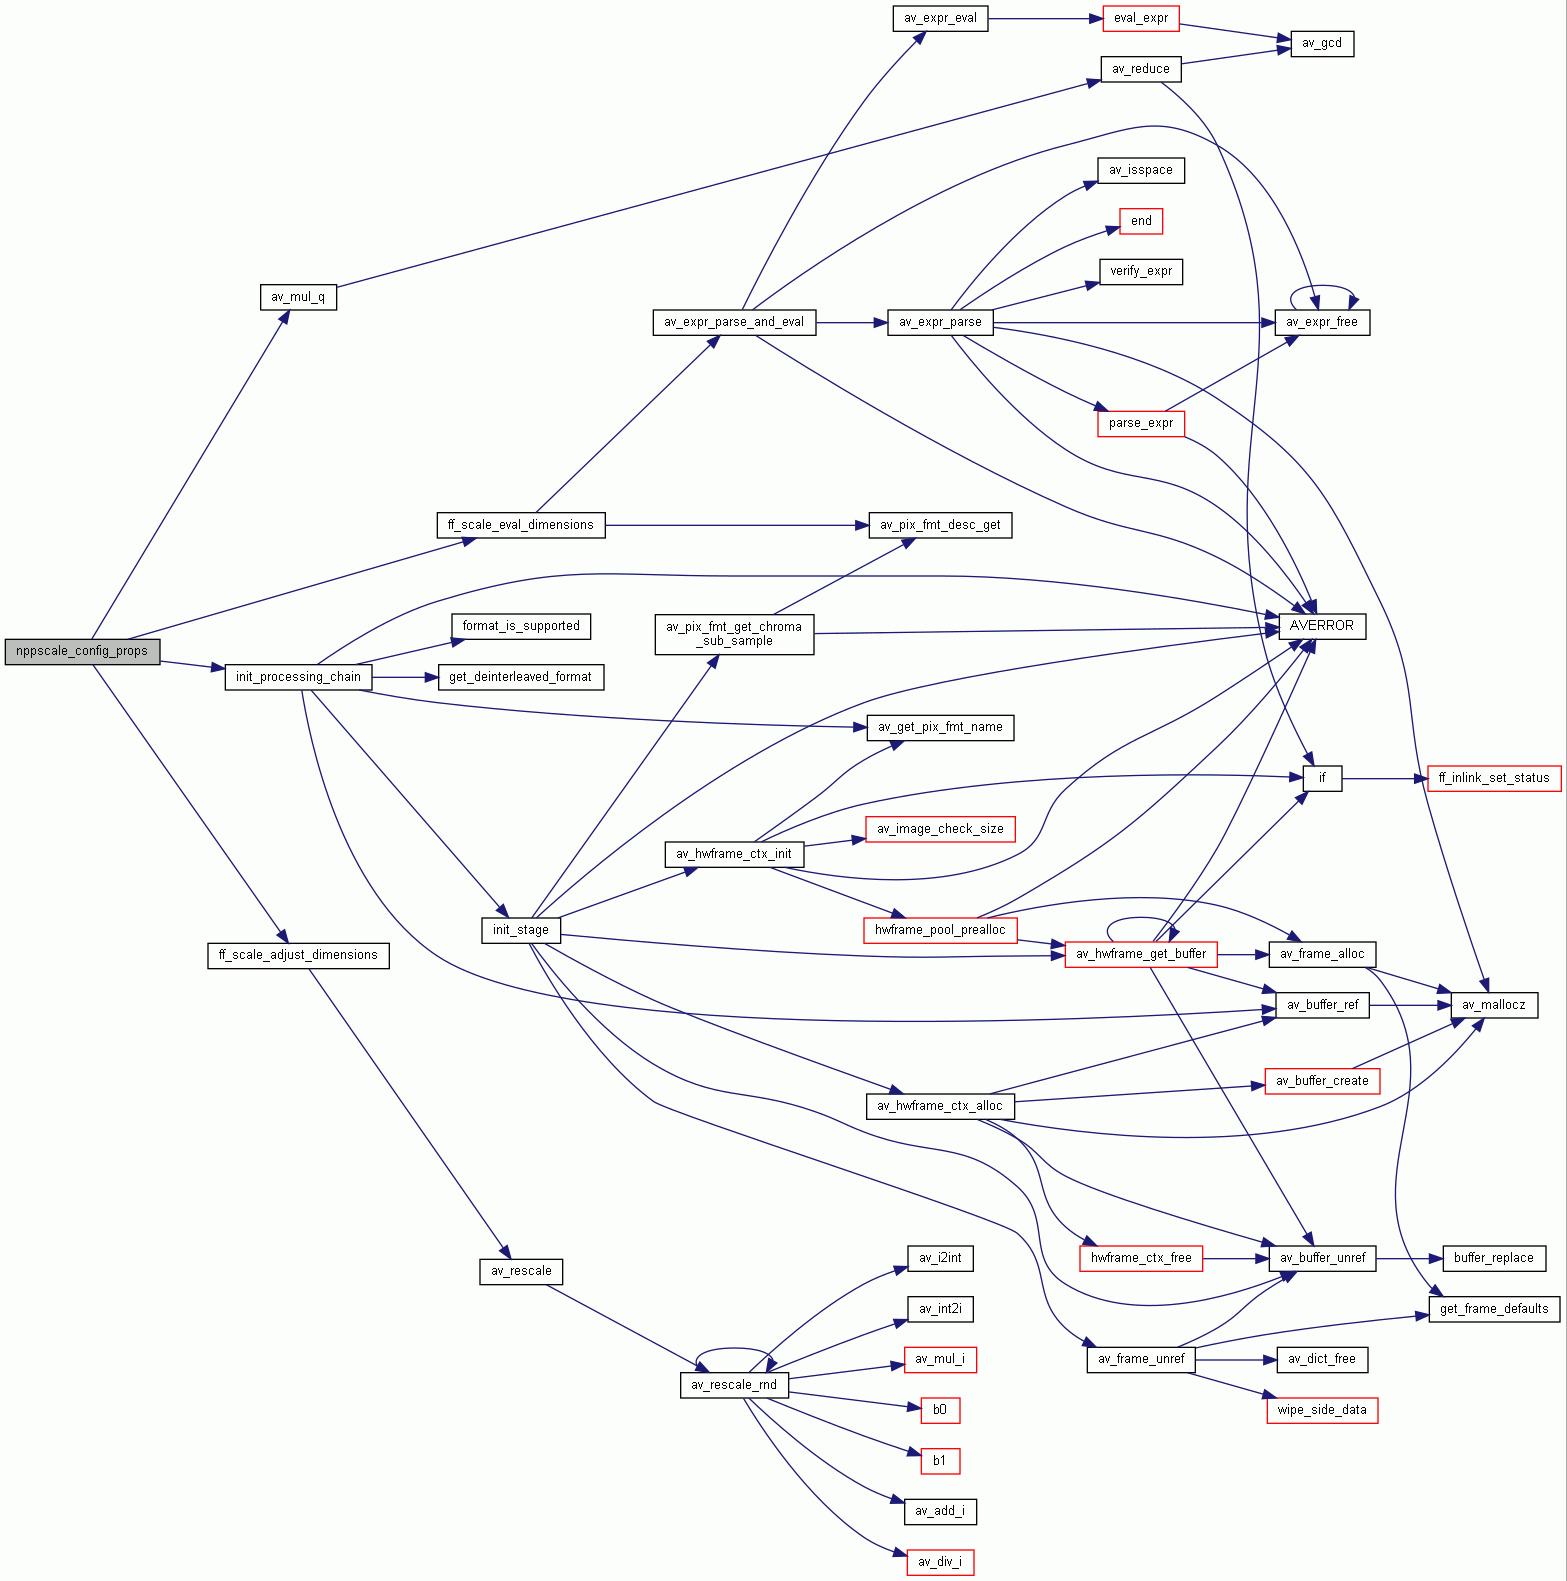 av_expr_eval
eval_expr
av_gcd
av_reduce
av_isspace
end
verify_expr
av_mul_q
av_expr_parse_and_eval
av_expr_parse
av_expr_free
parse_expr
ff_scale_eval_dimensions
av_pix_fmt_desc_get
format_is_supported
av_pix_fmt_get_chroma
_sub_sample
AVERROR
nppscale_config_props
init_processing_chain
get_deinterleaved_format
av_get_pix_fmt_name
if
ff_inlink_set_status
av_image_check_size
av_hwframe_ctx_init
init_stage
hwframe_pool_prealloc
ff_scale_adjust_dimensions
av_hwframe_get_buffer
av_frame_alloc
av_buffer_ref
av_mallocz
av_buffer_create
av_hwframe_ctx_alloc
hwframe_ctx_free
av_buffer_unref
buffer_replace
av_rescale
av_i2int
av_int2i
get_frame_defaults
av_mul_i
av_frame_unref
av_dict_free
av_rescale_rnd
b0
wipe_side_data
b1
av_add_i
av_div_i